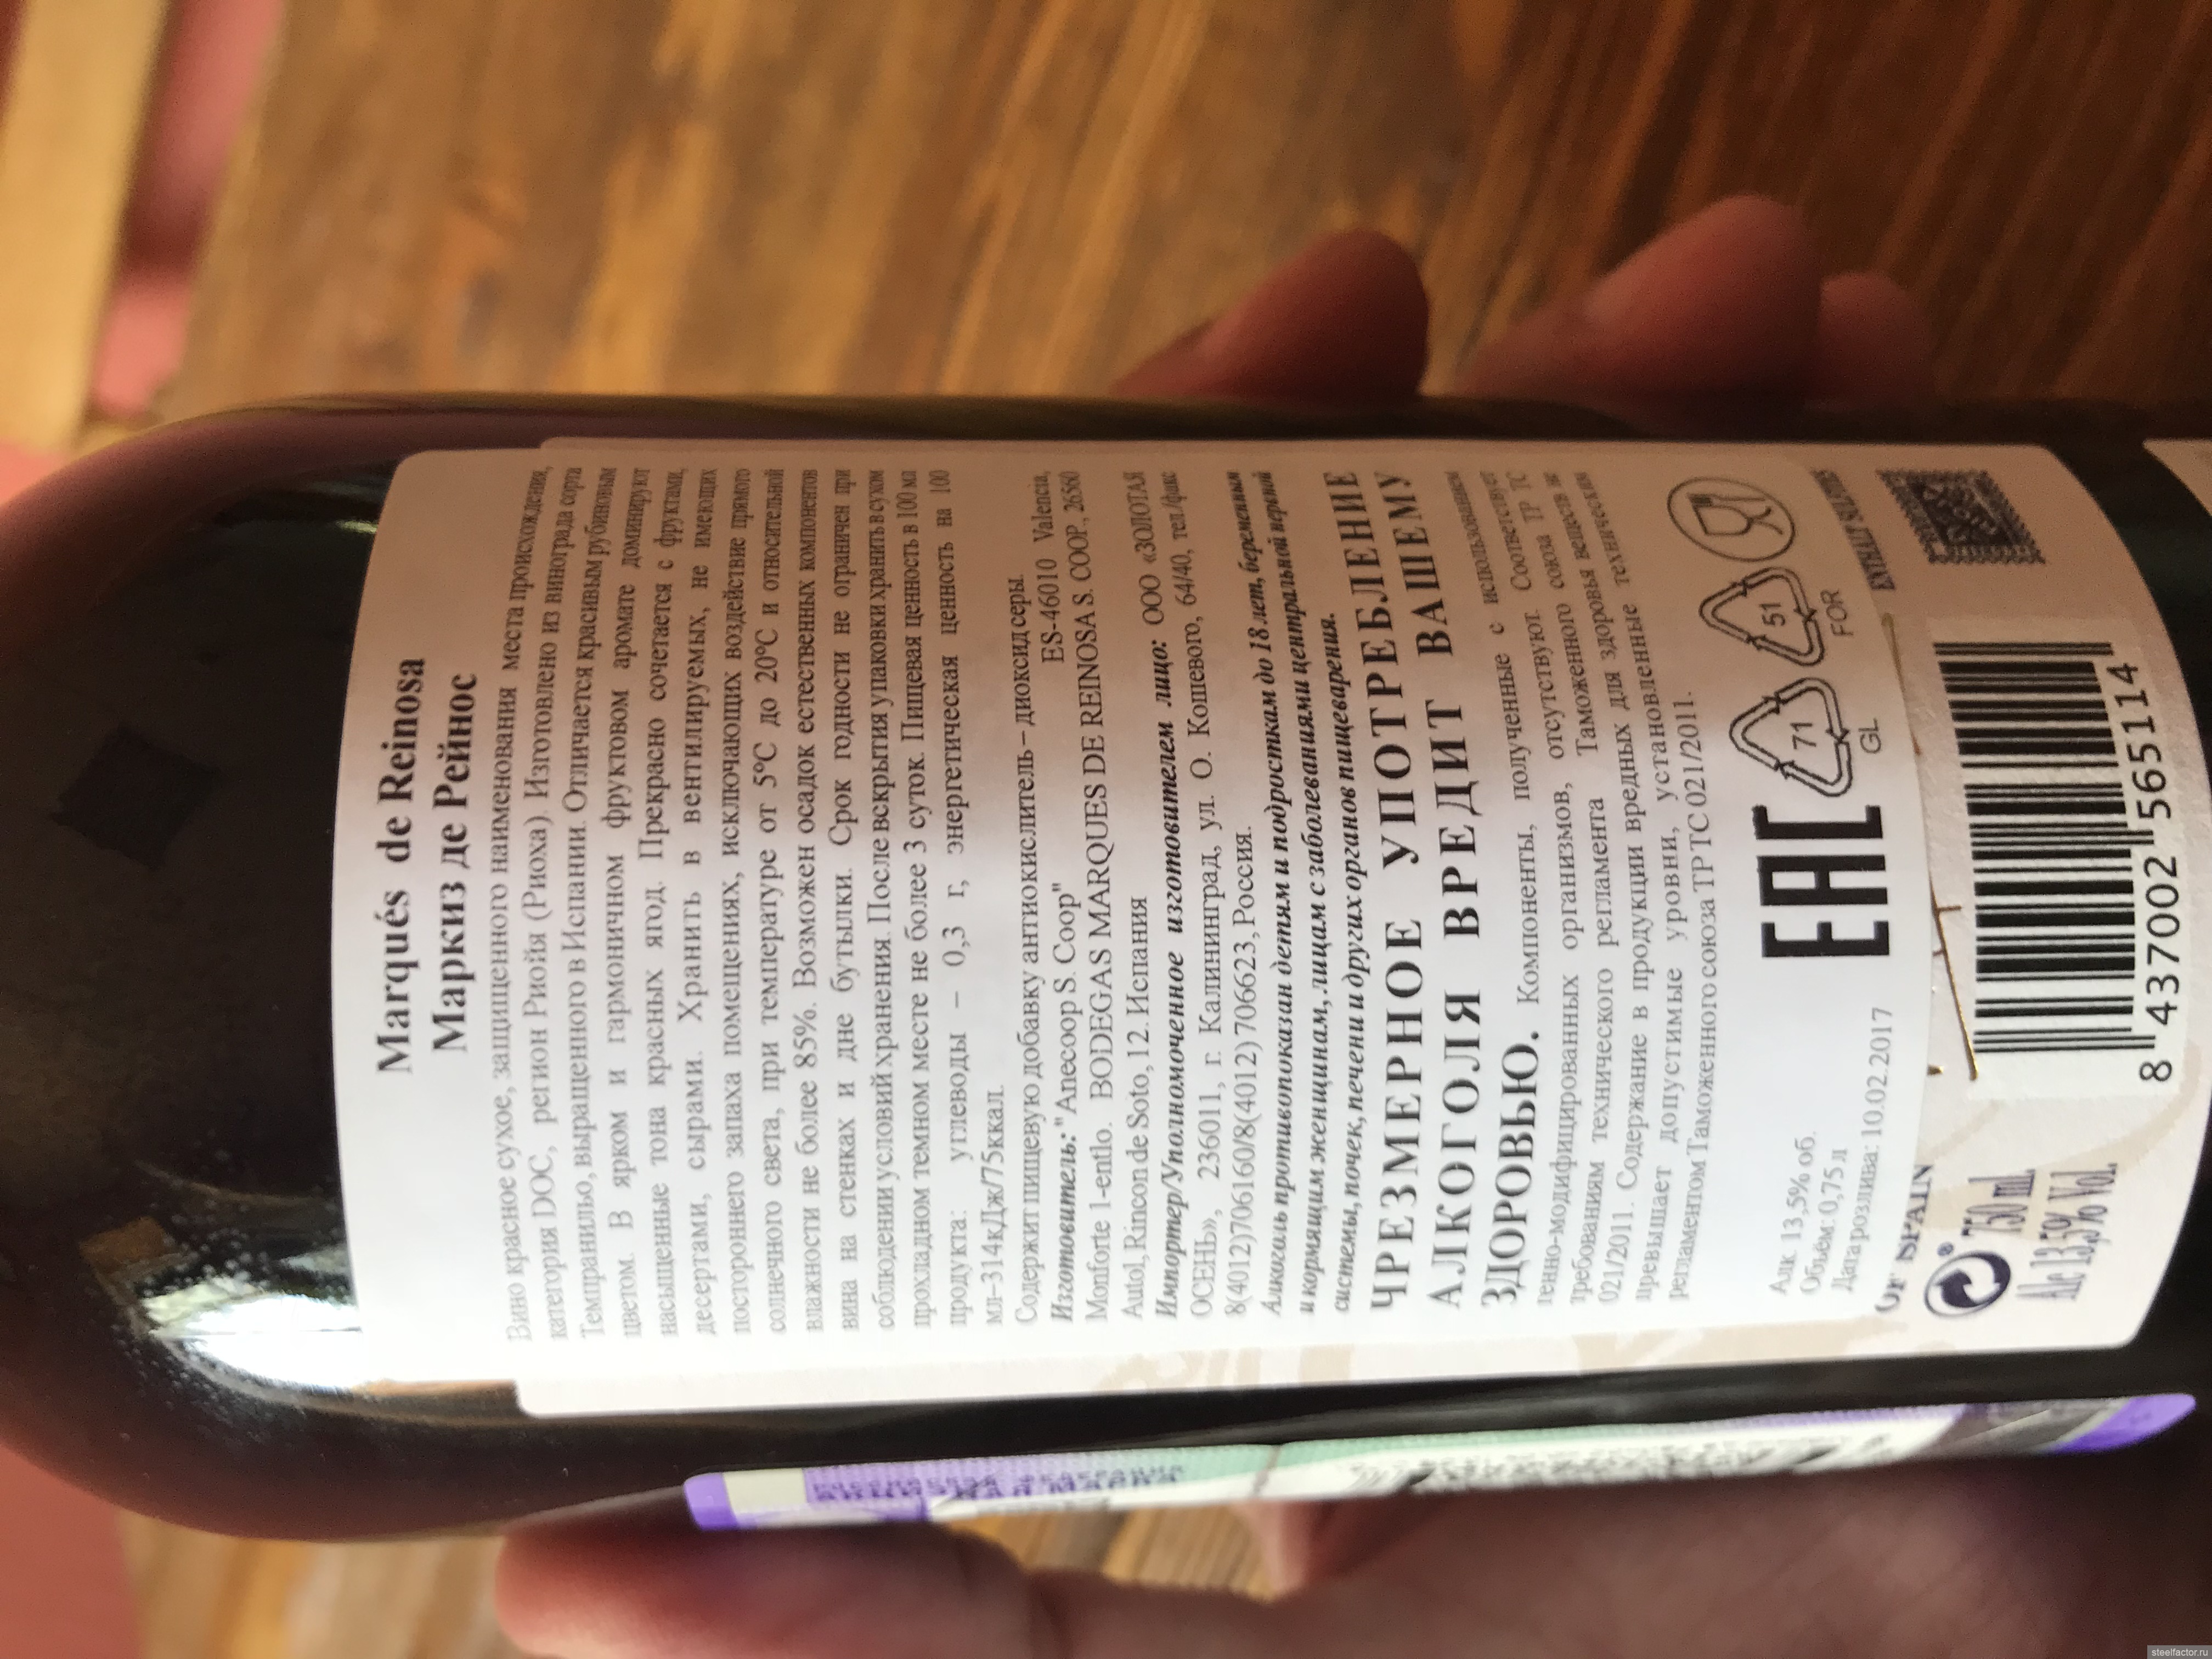 Marqués de Reinosa
Маркиз де Рейнос
Вино красное сухое, защищенного наименования места происхождения,
категория DOC, регион Риойя (Риоха). Изготовлено из винограда сорта
Темпранильо, выращенного в Испании. Отличается красивым рубиновым
цветом. В ярком и гармоничном фруктовом аромате доминируют
насыщенные тона красных ягод. Прекрасно сочетается с фруктами,
десертами, сырами. Хранить в вентилируемых, не имеющих
постороннего запаха помещениях, исключающих воздействие прямого
солнечного света, при температуре от 5°С до 20°С и относительной
влажности не более 85%. Возможен осадок естественных компонентов
вина на стенках и дне бутылки. Срок годности не ограничен при
соблюдении условий хранения. После вскрытия упаковки хранить в сухом
прохладном темном месте не более 3 суток. Пищевая ценность в 100 мл
продукта: углеводы – 0,3 г, энергетическая ценность на 100
мл–314кДж/75ккал.
Содержит пищевую добавку антиокислитель – диоксид серы.
Изготовитель: "Anecoop S. Coop" ES-46010 Valencia,
Monforte 1-entlo. BODEGAS MARQUES DE REINOSA S. COOP., 26560
Autol, Rincon de Soto, 12. Испания
Импортер/Уполномоченное изготовителем лицо: ООО «ЗОЛОТАЯ
ОСЕНЬ», 236011, г. Калининград, ул. О. Кошевого, 64/40, тел./факс
8(4012)706160/8(4012) 706623, Россия.
Алкоголь противопоказан детям и подросткам до 18 лет, беременным
и кормящим женщинам, лицам с заболеваниями центральной нервной
системы, почек, печени и других органов пищеварения.
ЧРЕЗМЕРНОЕ УПОТРЕБЛЕНИЕ
АЛКОГОЛЯ ВРЕДИТ ВАШЕМУ
ЗДОРОВЬЮ. Компоненты, полученные с использованием
генно-модифицированных организмов, отсутствуют. Соответствует
требованиям технического регламента Таможенного союза ТР ТС
021/2011. Содержание в продукции вредных для здоровья веществ не
превышает допустимые уровни, установленные техническим
регламентом Таможенного союза ТР ТС 021/2011.
Алк 13,5% об.
Объём: 0,75 л
Дата розлива: 10.02.2017
EAC
71
GL
51
FOR
OF SPAIN
750 ml.
Alc 13,5% Vol.
8 437002 565114
steelfactor.ru